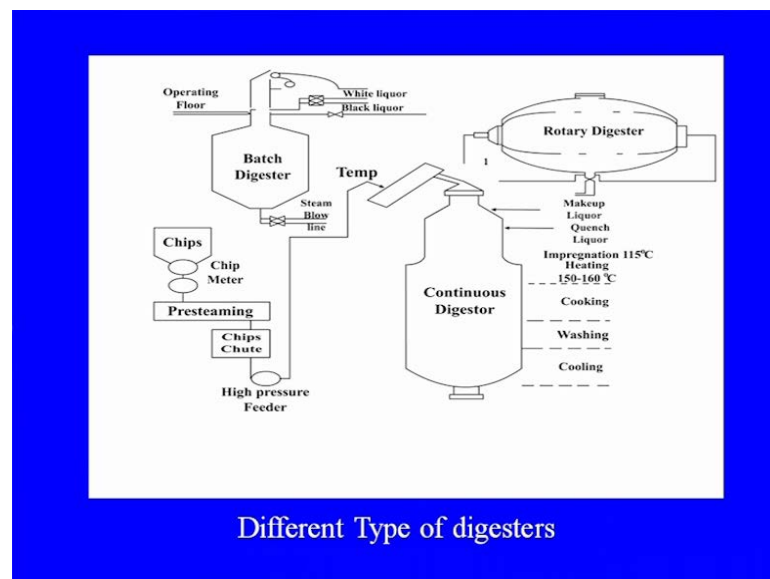 Operating
Floor
White liquor
Black liquor
Batch
Digester
Steam
Blow
line
Rotary Digester
1
Temp
Makeup
Liquor
Quench
Liquor
Impregnation 115°C
Heating
150-160 °C
Cooking
Washing
Cooling
Continuous
Digestor
Chips
Chip
Meter
Presteaming
Chips
Chute
High pressure
Feeder
Different Type of digesters